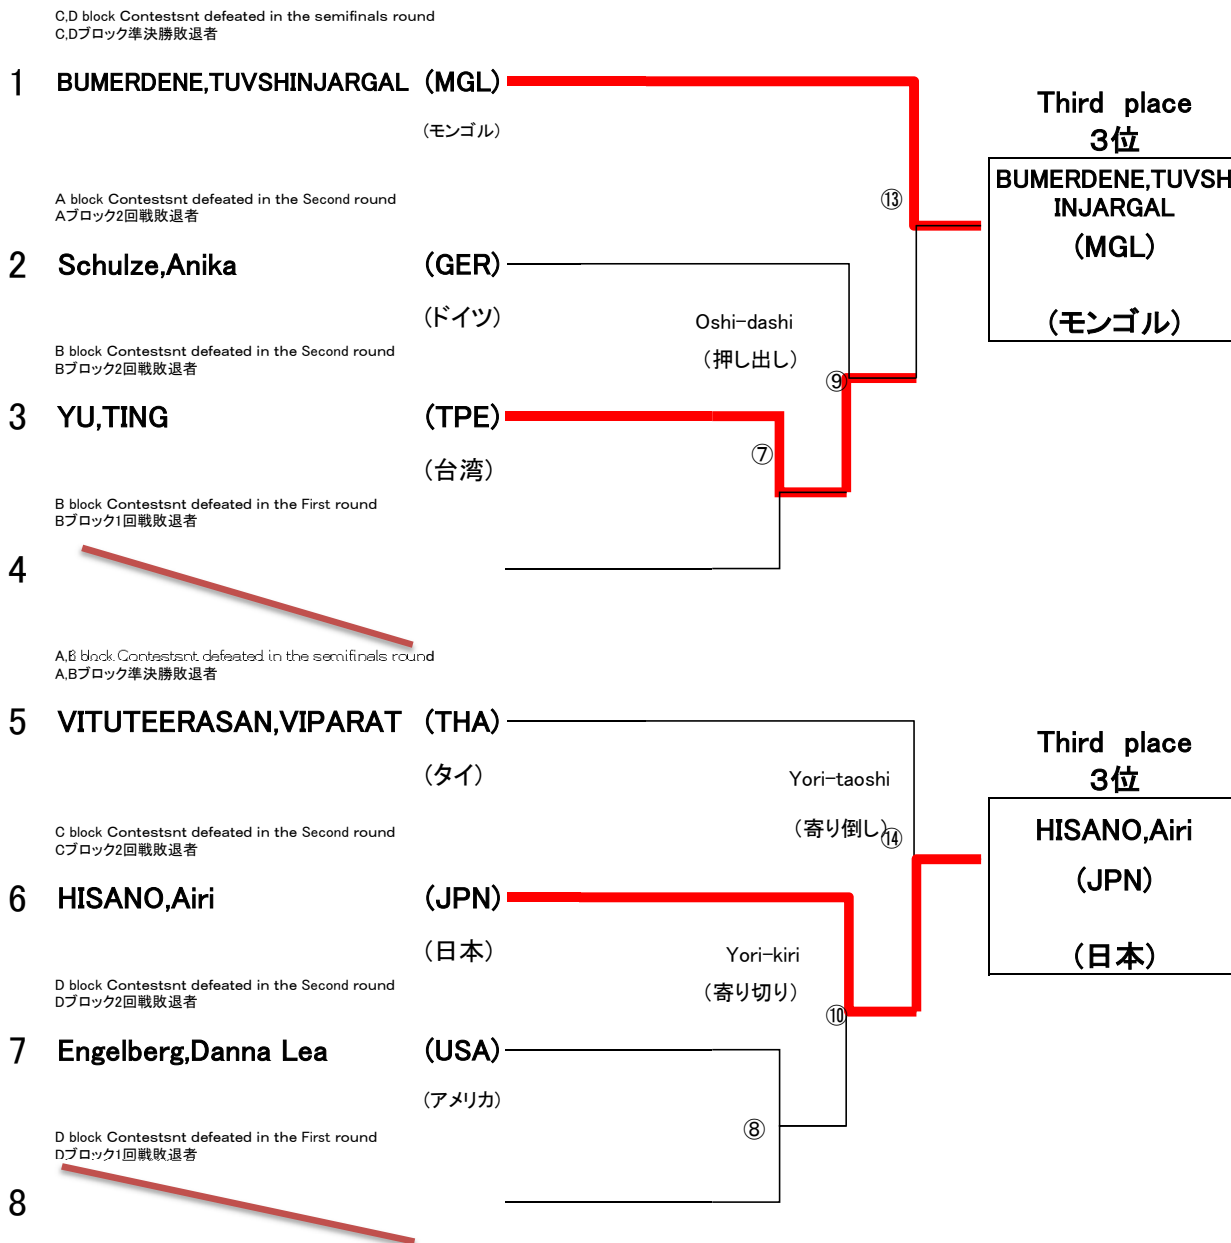 C,D block Contestsnt defeated in the semifinals round
C,Dブロック準決勝敗退者
1 BUMERDENE,TUVSHINJARGAL (MGL)
(モンゴル)
Third place
3位
BUMERDENE,TUVSH
INJARGAL
(MGL)
(モンゴル)
⑬
A block Contestsnt defeated in the Second round
Aブロック2回戦敗退者
2 Schulze,Anika (GER)
(ドイツ)
Oshi-dashi
(押し出し)
⑨
B block Contestsnt defeated in the Second round
Bブロック2回戦敗退者
3 YU,TING (TPE)
(台湾)
⑦
B block Contestsnt defeated in the First round
Bブロック1回戦敗退者
4
A,B block Contestsnt defeated in the semifinals round
A,Bブロック準決勝敗退者
5 VITUTEERASAN,VIPARAT (THA)
(タイ)
Yori-taoshi
(寄り倒し)
⑭
Third place
3位
HISANO,Airi
(JPN)
(日本)
C block Contestsnt defeated in the Second round
Cブロック2回戦敗退者
6 HISANO,Airi (JPN)
(日本)
Yori-kiri
(寄り切り)
⑩
D block Contestsnt defeated in the Second round
Dブロック2回戦敗退者
7 Engelberg,Danna Lea (USA)
(アメリカ)
⑧
D block Contestsnt defeated in the First round
Dブロック1回戦敗退者
8